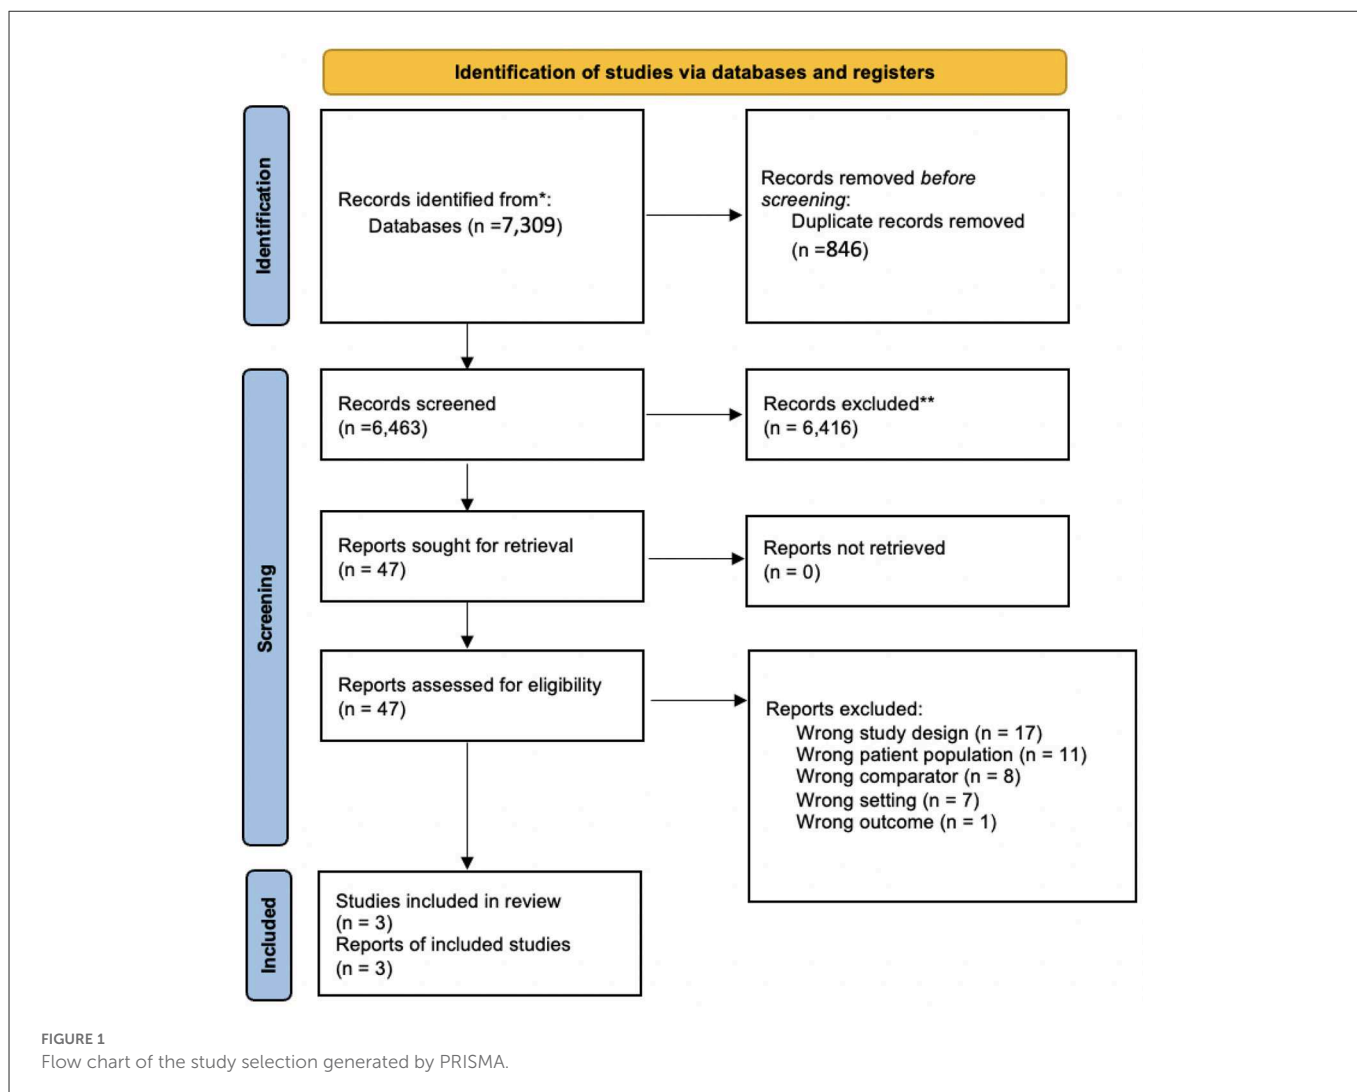 Identification of studies via databases and registers
Identification
Records identified from*:
Databases (n =7,309)
Records removed before
screening:
Duplicate records removed
(n =846)
Screening
Records screened
(n =6,463)
Records excluded**
(n = 6,416)
Reports sought for retrieval
(n = 47)
Reports not retrieved
(n = 0)
Reports assessed for eligibility
(n = 47)
Reports excluded:
Wrong study design (n = 17)
Wrong patient population (n = 11)
Wrong comparator (n = 8)
Wrong setting (n = 7)
Wrong outcome (n = 1)
Included
Studies included in review
(n = 3)
Reports of included studies
(n = 3)
FIGURE 1
Flow chart of the study selection generated by PRISMA.